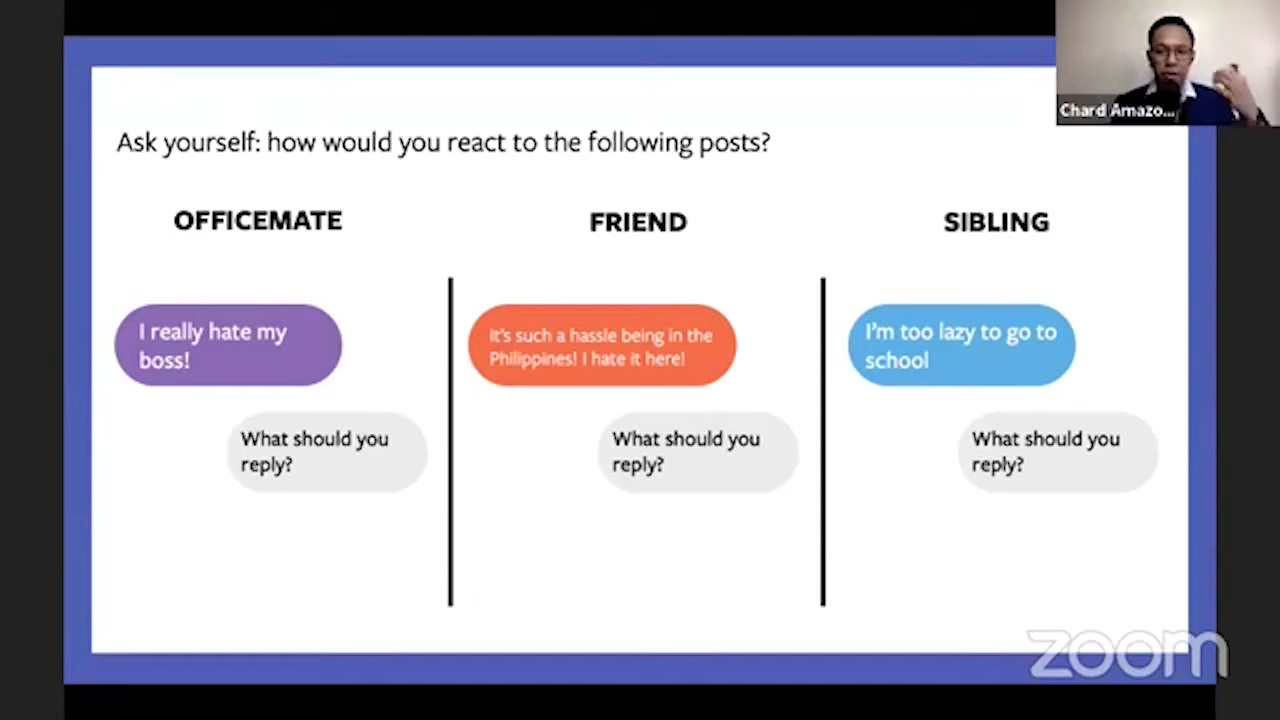 Chard Amazo...
Ask yourself: how would you react to the following posts?
OFFICEMATE
FRIEND
SIBLING
I really hate my
boss!
What should you
reply?
It's such a hassle being in the
Philippines! I hate it here!
What should you
reply?
I'm too lazy to go to
school
What should you
reply?
zoom